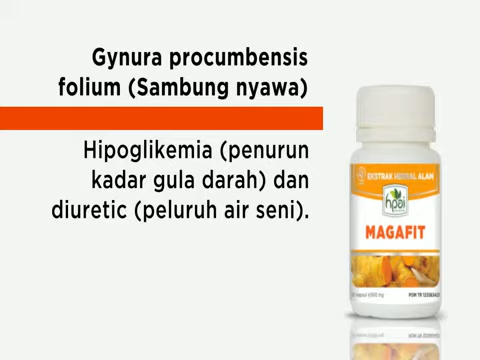 Gynura procumbensis
folium (Sambung nyawa)
Hipoglikemia (penurun
kadar gula darah) dan
diuretic (peluruh air seni).
EKSTRAK HERBAL ALAMI
hpai
MAGAFIT